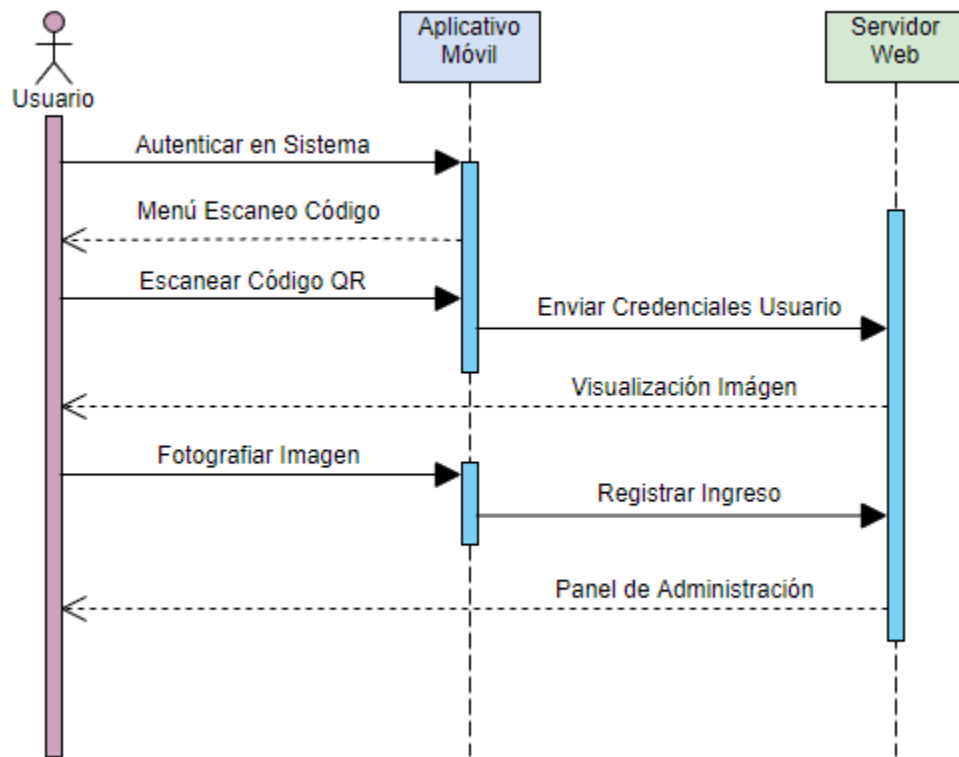 Aplicativo
Móvil
Servidor
Web
Usuario
Autenticar en Sistema
Menú Escaneo Código
Escanear Código QR
Enviar Credenciales Usuario
Visualización Imágen
Fotografiar Imagen
Registrar Ingreso
Panel de Administración